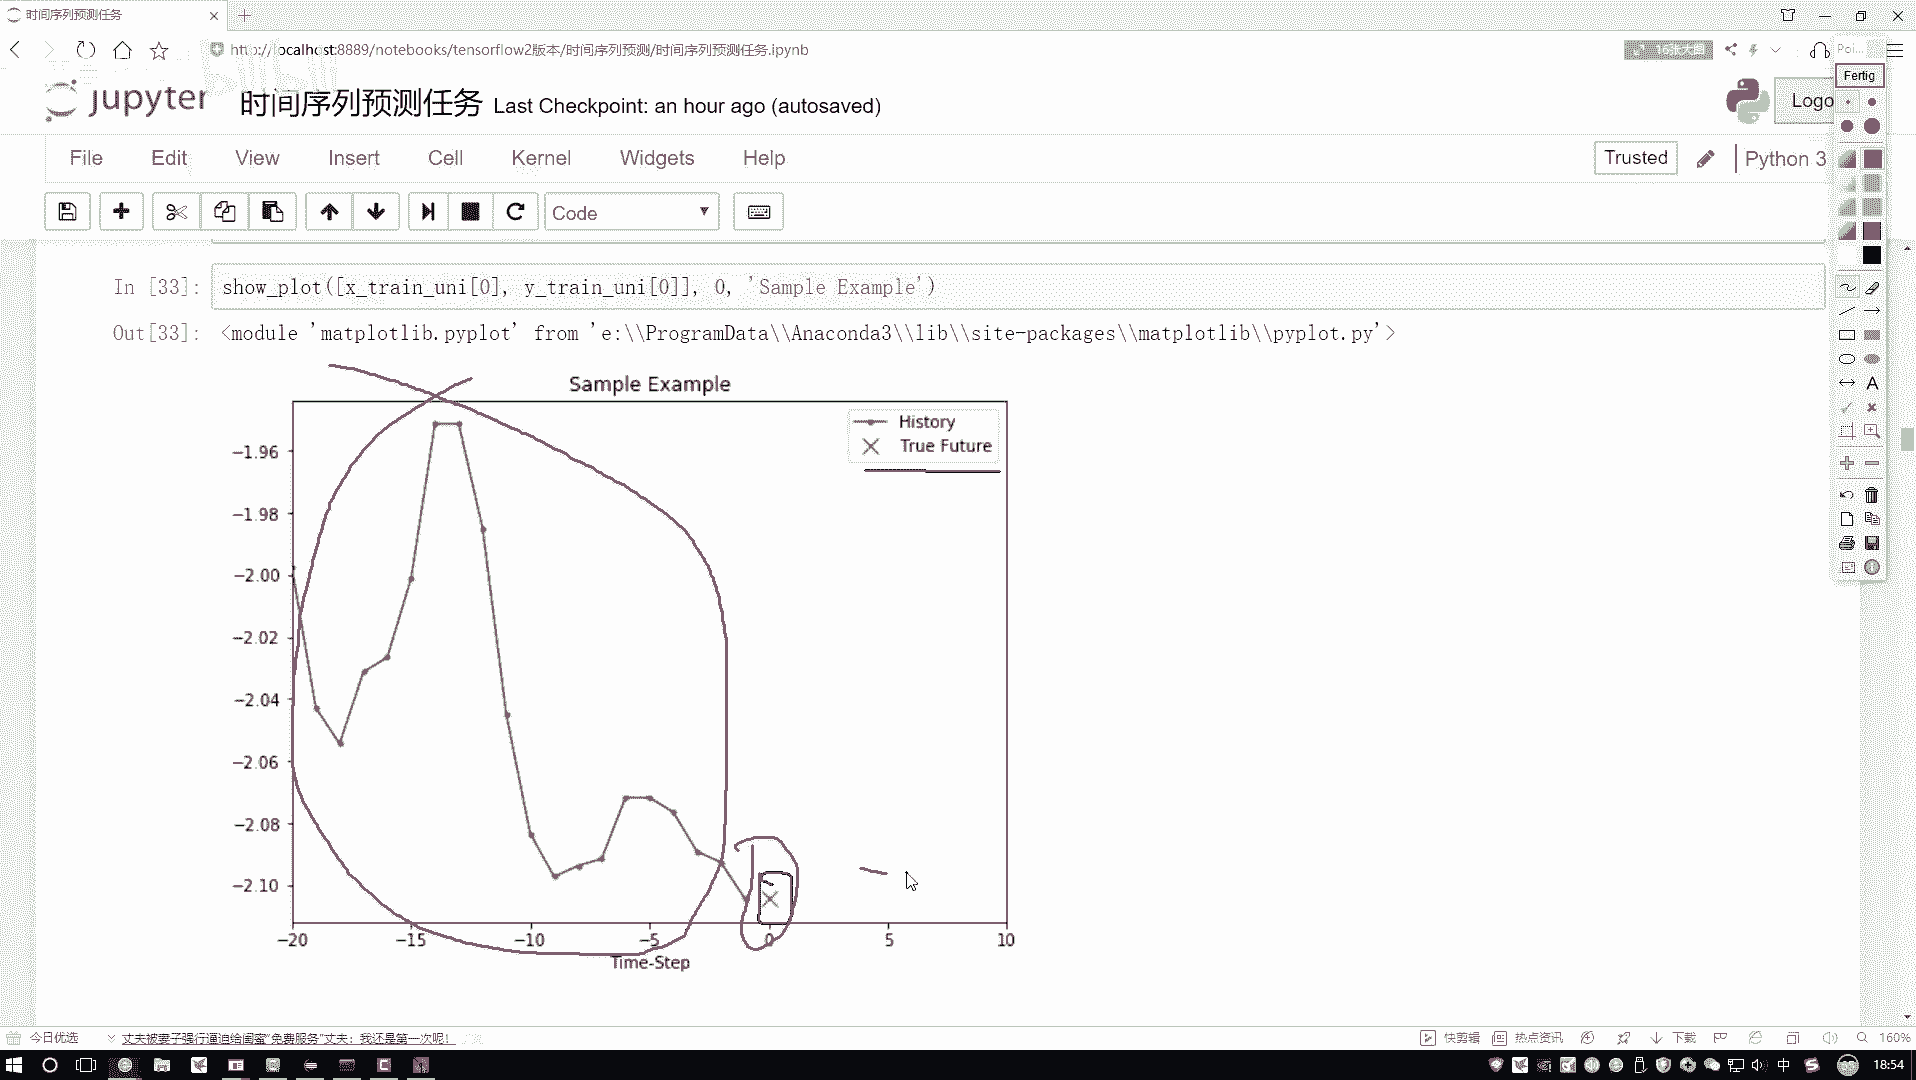 时间序列预测任务
http://localhost:8889/notebooks/tensorflow2版本/时间序列预测/时间序列预测任务.ipynb
Poi...
Fertig
jupyter 时间序列预测任务 Last Checkpoint: an hour ago (autosaved)
Logo
File Edit View Insert Cell Kernel Widgets Help
Trusted
Python 3
Code
In [33]: show_plot([x_train_uni[0], y_train_uni[0]], 0, 'Sample Example')
Out[33]: <module 'matplotlib.pyplot' from 'e:\\ProgramData\\Anaconda3\\lib\\site-packages\\matplotlib\\pyplot.py'>
Sample Example
History
True Future
−1.96
−1.98
−2.00
−2.02
−2.04
−2.06
−2.08
−2.10
−20 −15 −10 −5 0 5 10
Time-Step
今日优选
丈夫被妻子强行逼迫给闺蜜“免费服务”丈夫：我还是第一次呢！
快剪辑
热点资讯
下载
160%
中
18:54